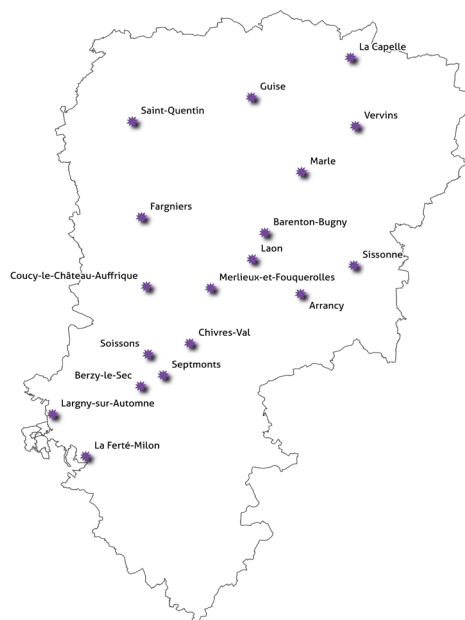 La Capelle
Guise
Saint-Quentin
Vervins
Marle
Fargniers
Barenton-Bugny
Laon
Sissonne
Coucy-le-Château-Auffrique
Merlieux-et-Fouquerolles
Arrancy
Chivres-Val
Soissons
Septmonts
Berzy-le-Sec
Largny-sur-Automne
La Ferté-Milon